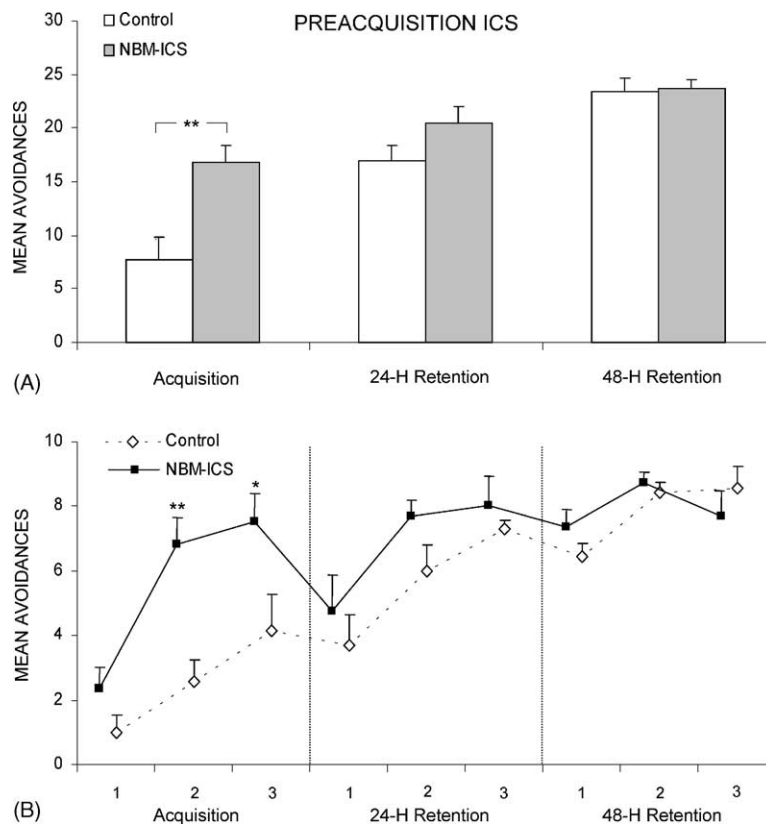 PREACQUISITION ICS
Control
NBM-ICS
MEAN AVOIDANCES
30
25
20
15
10
5
0
**
Acquisition
24-H Retention
48-H Retention
(A)
Control
NBM-ICS
MEAN AVOIDANCES
10
8
6
4
2
0
**
*
1 2 3 1 2 3 1 2 3
Acquisition
24-H Retention
48-H Retention
(B)